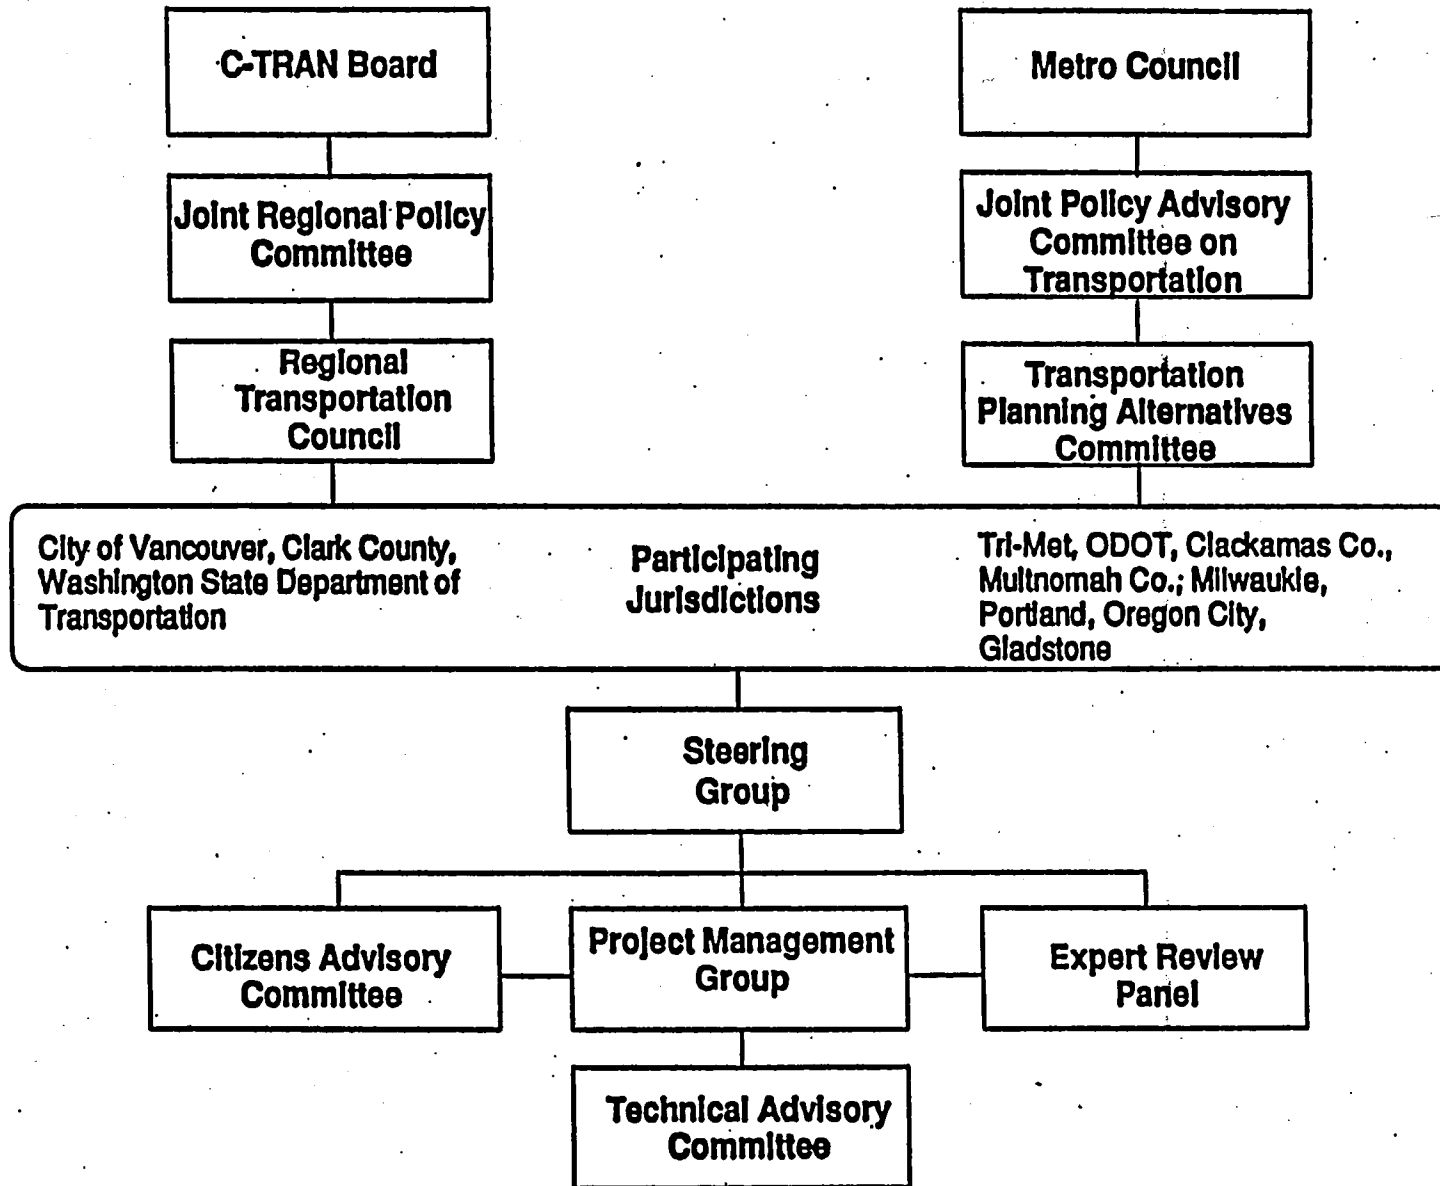 C-TRAN Board
Metro Council
Joint Regional Policy
Committee
Joint Policy Advisory
Committee on
Transportation
Regional
Transportation
Council
Transportation
Planning Alternatives
Committee
City of Vancouver, Clark County,
Washington State Department of
Transportation
Participating
Jurisdictions
Tri-Met, ODOT, Clackamas Co.,
Multnomah Co.; Milwaukie,
Portland, Oregon City,
Gladstone
Steering
Group
Citizens Advisory
Committee
Project Management
Group
Expert Review
Panel
Technical Advisory
Committee